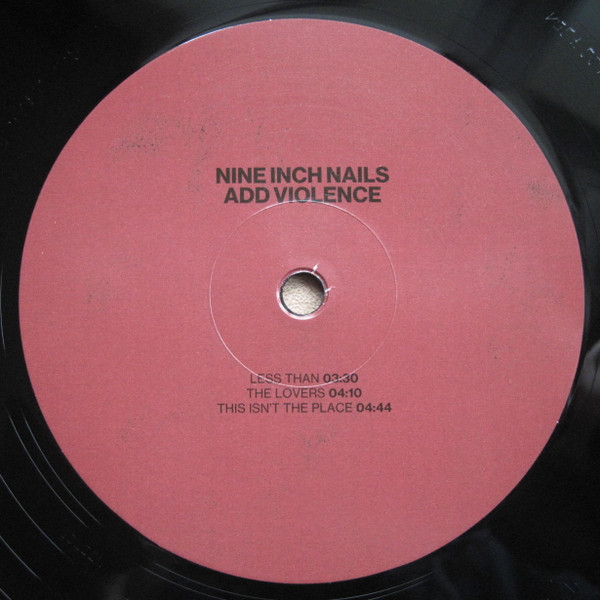 NINE INCH NAILS
ADD VIOLENCE
LESS THAN 03:30
THE LOVERS 04:10
THIS ISN'T THE PLACE 04:44